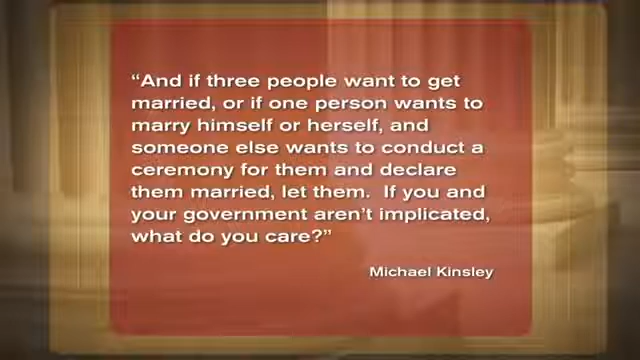 “And if three people want to get
married, or if one person wants to
marry himself or herself, and
someone else wants to conduct a
ceremony for them and declare
them married, let them.  If you and
your government aren’t implicated,
what do you care?”
Michael Kinsley